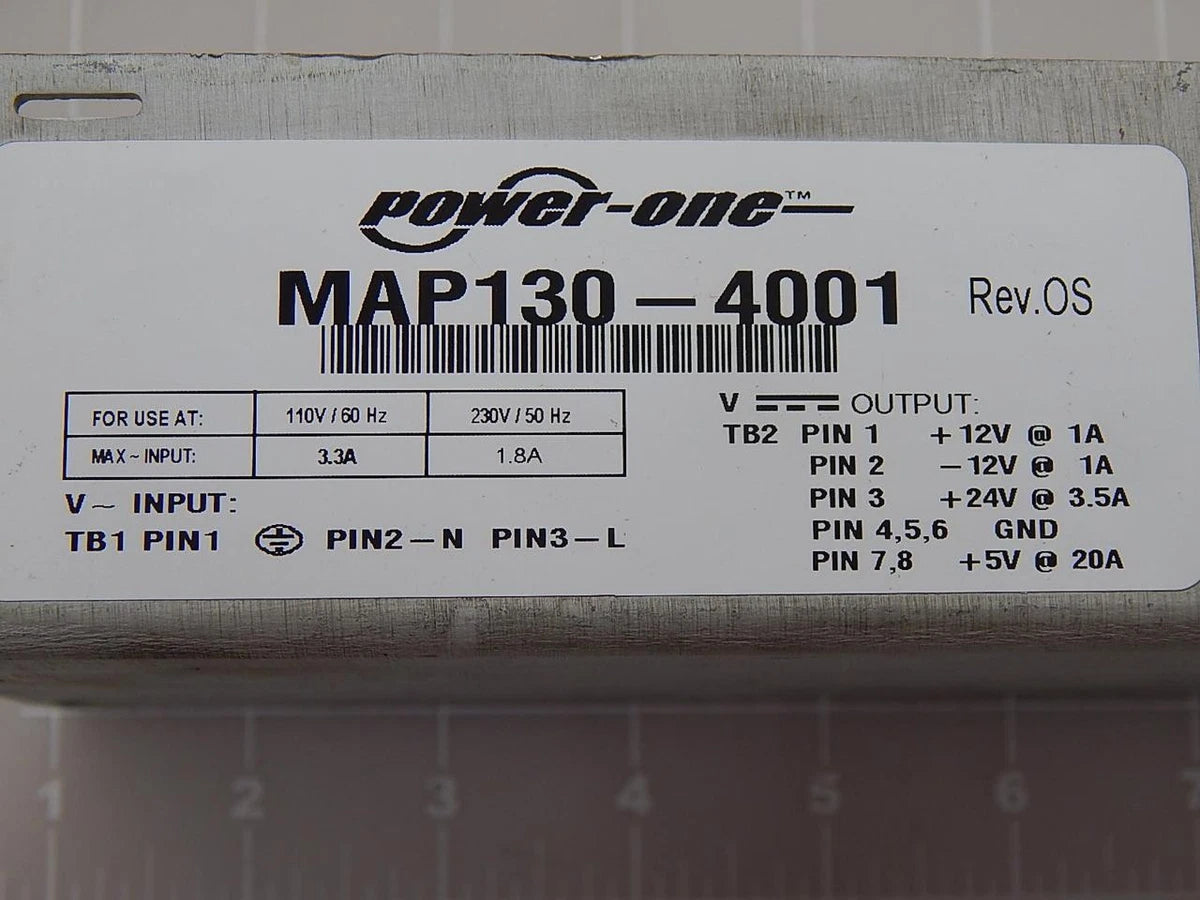 power-one™
MAP130-4001 Rev.OS
FOR USE AT: 110V / 60 Hz 230V / 50 Hz
MAX ~ INPUT: 3.3A 1.8A
V ~ INPUT:
TB1 PIN1 ⏚ PIN2-N PIN3-L
V ⎓ OUTPUT:
TB2 PIN 1 +12V @ 1A
PIN 2 -12V @ 1A
PIN 3 +24V @ 3.5A
PIN 4,5,6 GND
PIN 7,8 +5V @ 20A
1 2 3 4 5 6 7